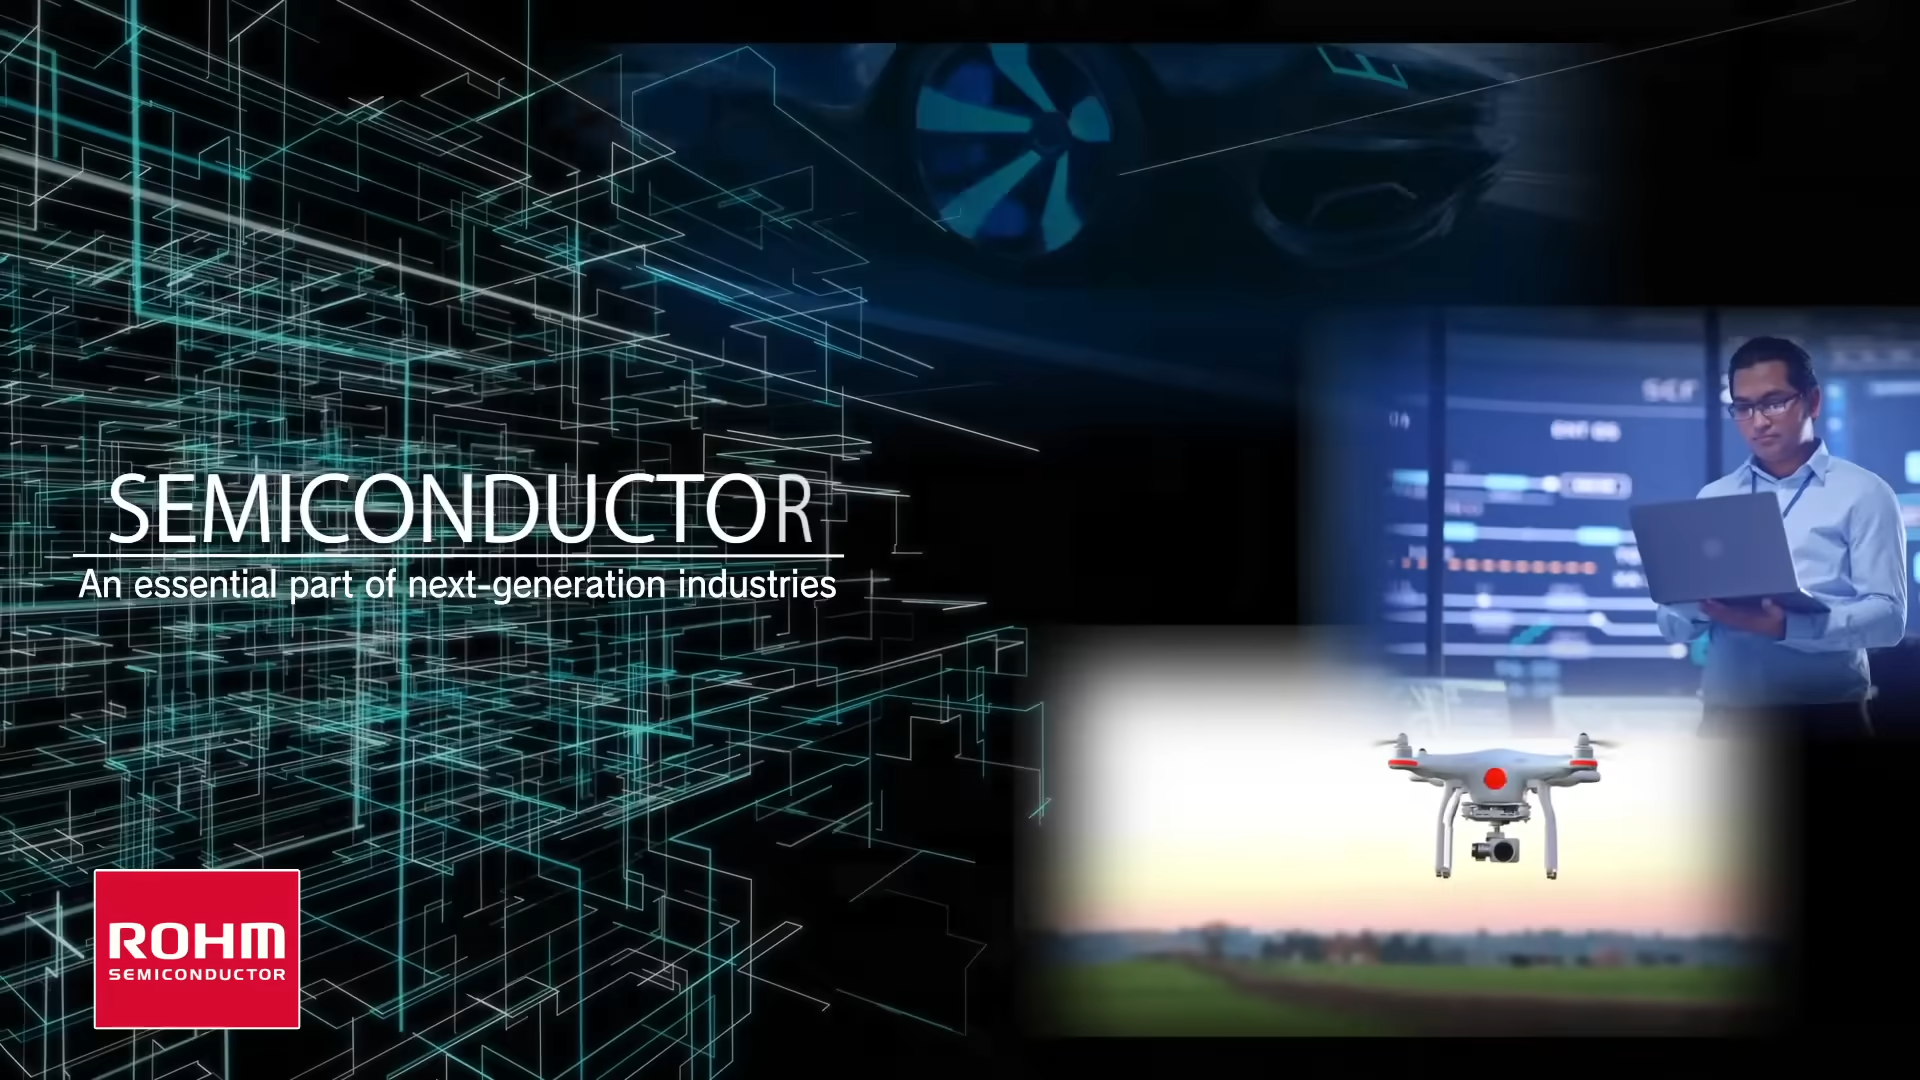 SEMICONDUCTOR
An essential part of next-generation industries
ROHM
SEMICONDUCTOR